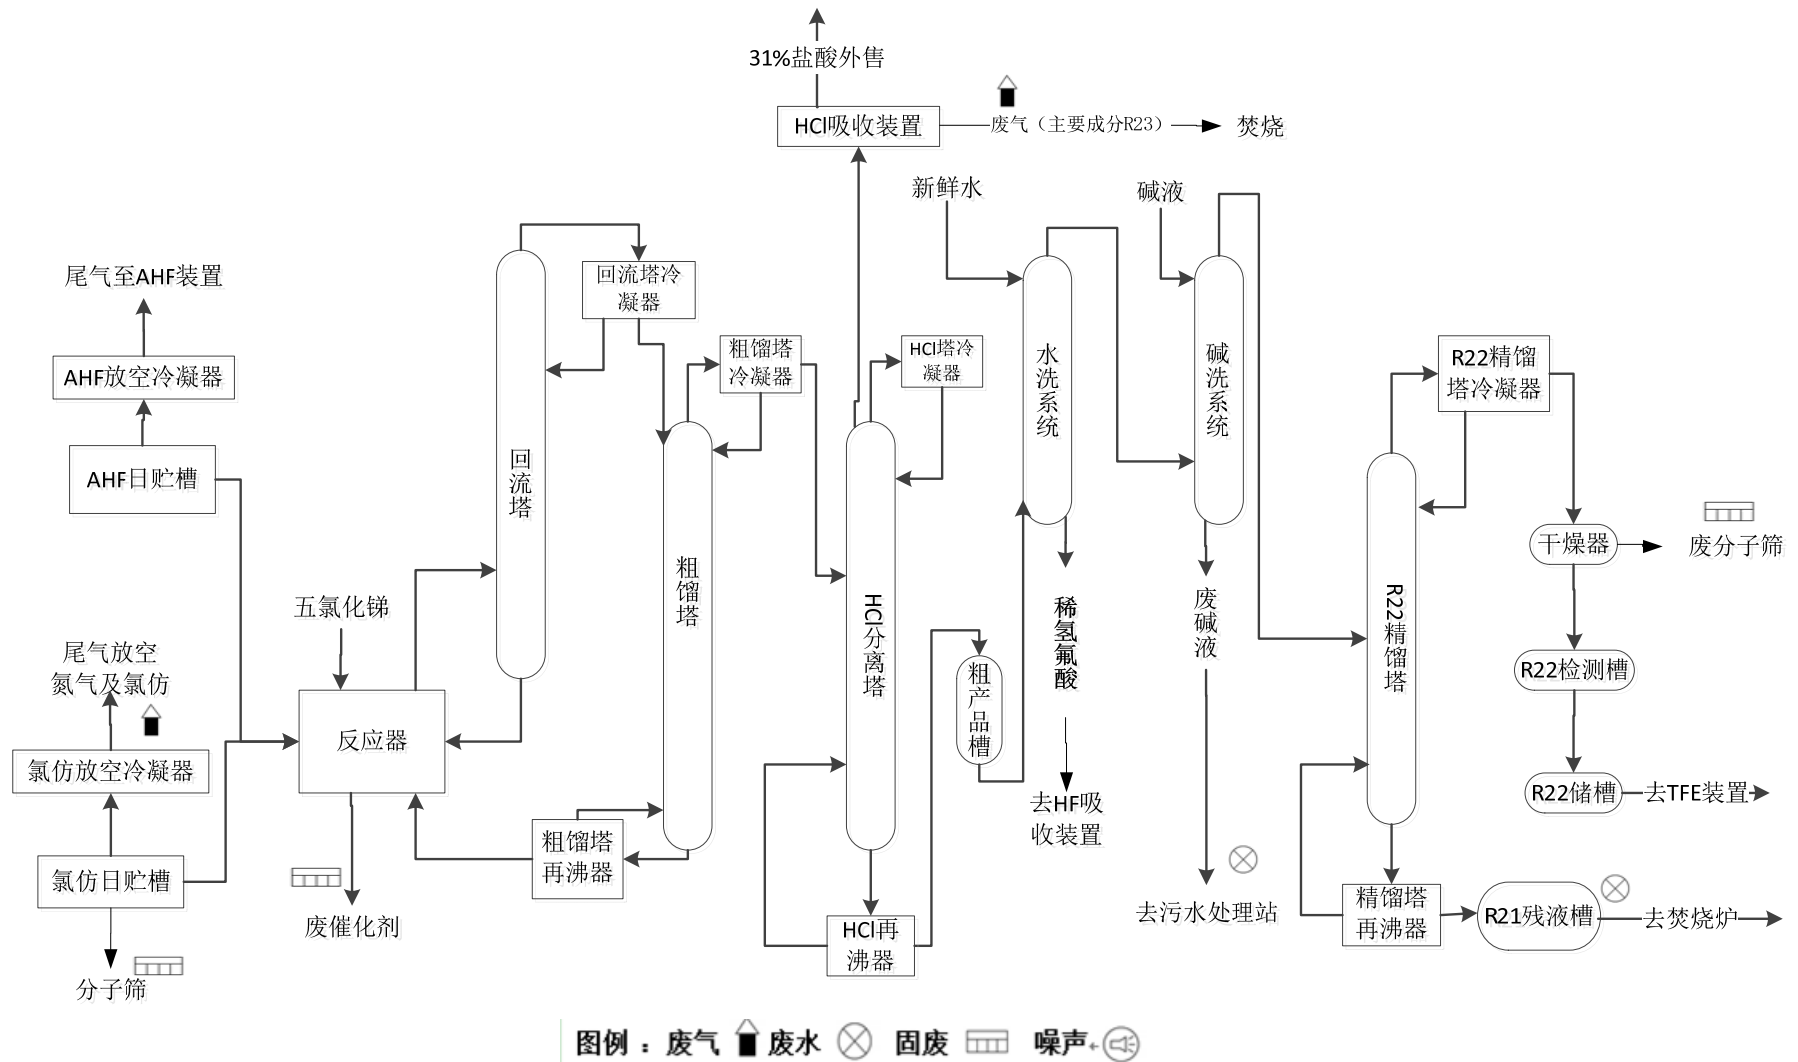 31%盐酸外售
HCl吸收装置
废气（主要成分R23）
焚烧
新鲜水
碱液
尾气至AHF装置
AHF放空冷凝器
AHF日贮槽
回流塔冷
凝器
回流塔
粗馏塔
冷凝器
粗馏塔
HCl塔冷
凝器
HCl分离塔
水洗系统
碱洗系统
R22精馏
塔冷凝器
R22精馏塔
干燥器
废分子筛
R22检测槽
R22储槽
去TFE装置
五氯化锑
尾气放空
氮气及氯仿
氯仿放空冷凝器
氯仿日贮槽
分子筛
反应器
废催化剂
粗馏塔
再沸器
HCl再
沸器
粗产品槽
稀氢氟酸
去HF吸
收装置
废碱液
去污水处理站
精馏塔
再沸器
R21残液槽
去焚烧炉
图例：废气 废水 固废 噪声